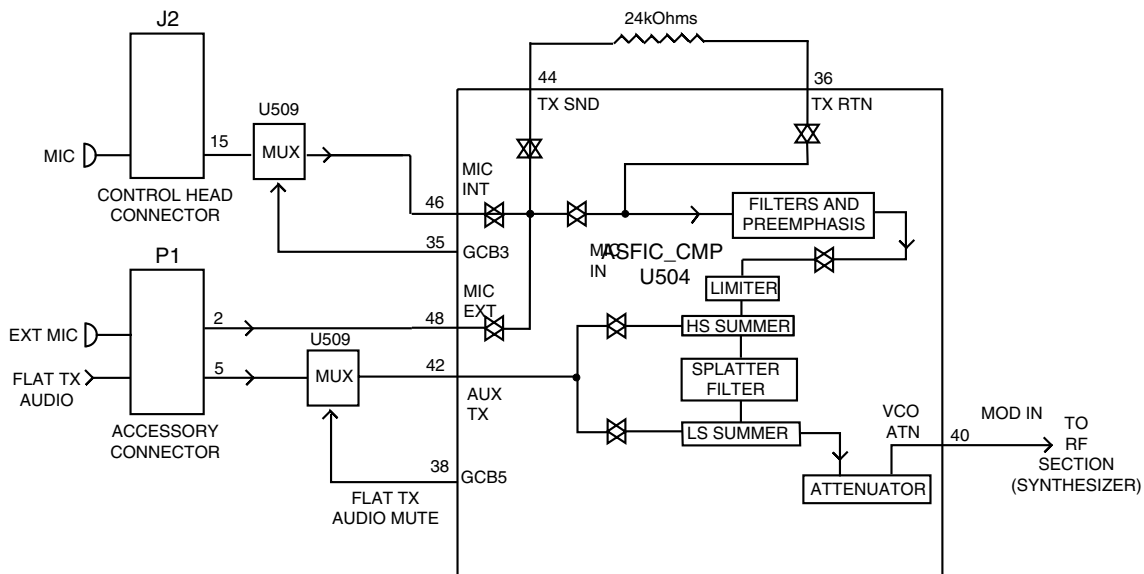 24kOhms
J2
44
36
TX SND
TX RTN
U509
15
MUX
MIC
MIC
INT
CONTROL HEAD
CONNECTOR
46
FILTERS AND
PREEMPHASIS
35
GCB3
MIC
IN
ASFIC_CMP
U504
P1
MIC
EXT
LIMITER
2
48
HS SUMMER
EXT MIC
U509
FLAT TX
AUDIO
5
MUX
42
SPLATTER
FILTER
AUX
TX
ACCESSORY
CONNECTOR
LS SUMMER
VCO
ATN
MOD IN
40
TO
RF
SECTION
(SYNTHESIZER)
38
GCB5
FLAT TX
AUDIO MUTE
ATTENUATOR